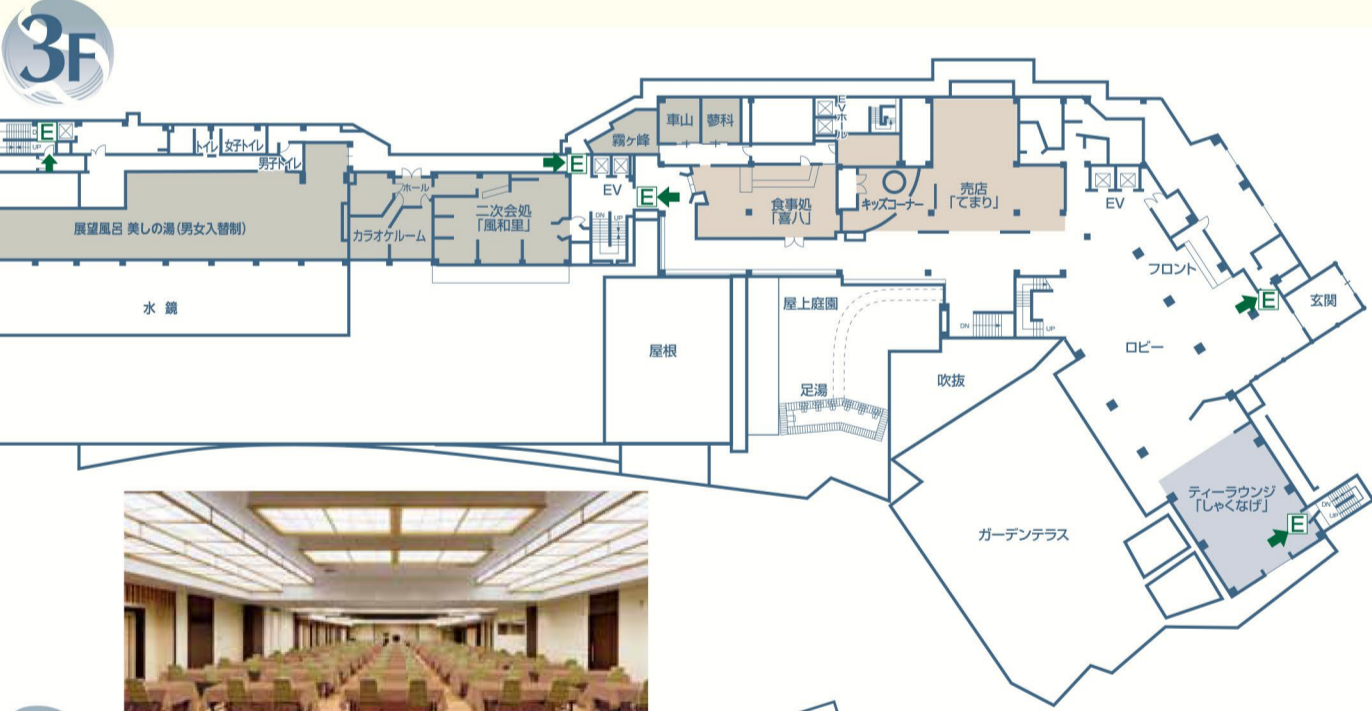 3F
E
UP
トイレ
女子トイレ
男子トイレ
展望風呂 美しの湯(男女入替制)
水 鏡
ホール
カラオケルーム
二次会処
「風和里」
E
霧ヶ峰
車山
蓼科
EV
E
DN
UP
EVホール
食事処
「喜八」
キッズコーナー
売店
「てまり」
EV
フロント
E
玄関
ロビー
屋根
屋上庭園
足湯
DN
UP
吹抜
ガーデンテラス
ティーラウンジ
「しゃくなげ」
E
DN
UP